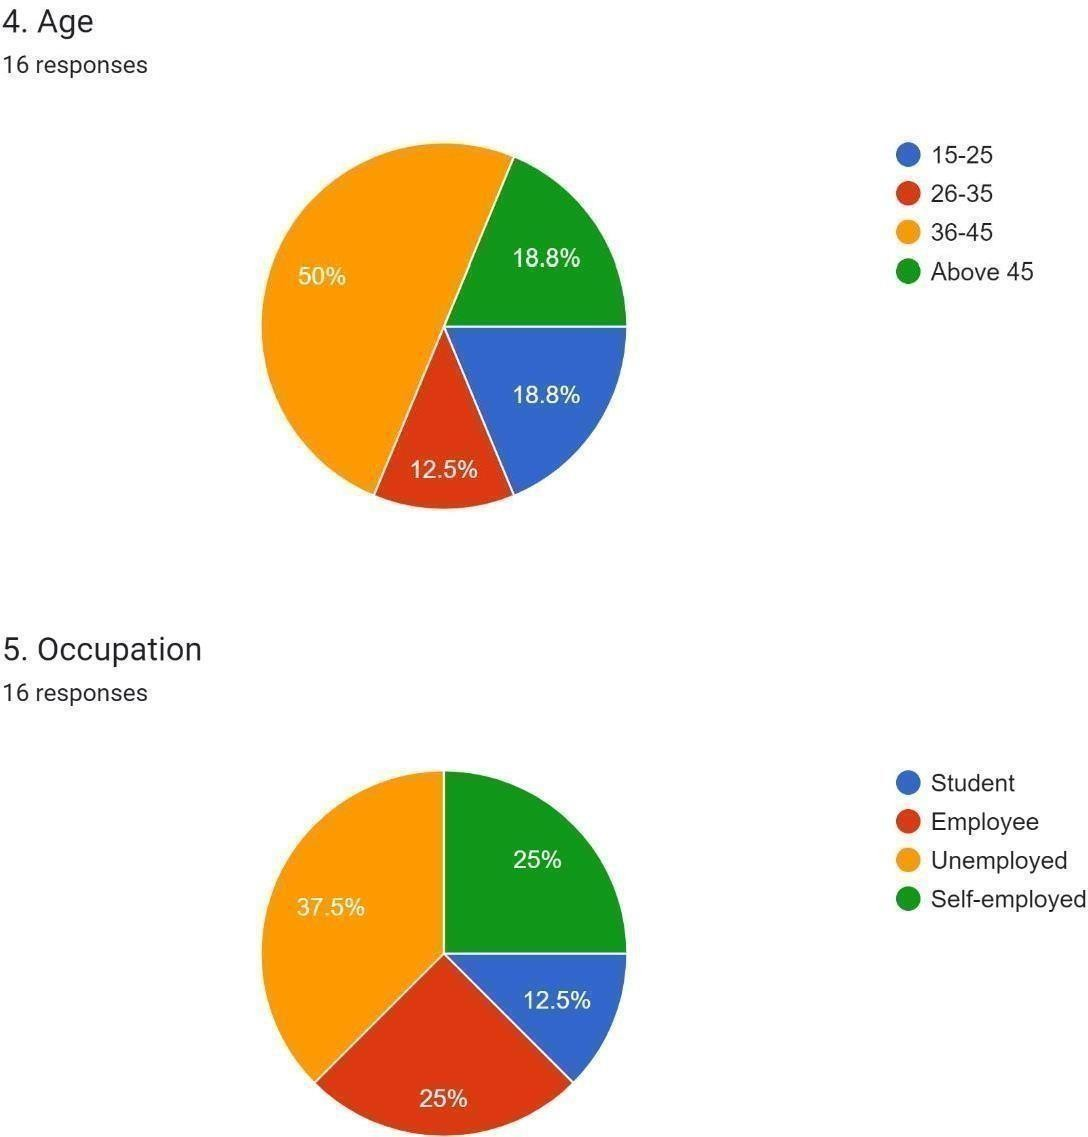 4. Age
16 responses
15-25
26-35
36-45
Above 45
50%
18.8%
18.8%
12.5%
5. Occupation
16 responses
Student
Employee
Unemployed
Self-employed
25%
37.5%
12.5%
25%